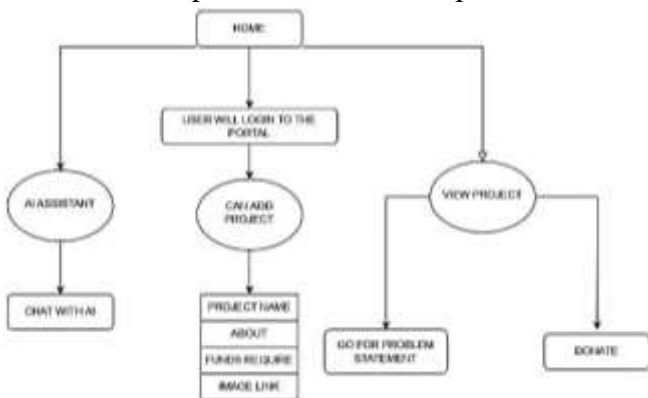 HOME
USER WILL LOGIN TO THE
PORTAL
AI ASSISTANT
CAN ADD
PROJECT
VIEW PROJECT
CHAT WITH AI
PROJECT NAME
ABOUT
FUNDS REQUIRE
IMAGE LINK
GO FOR PROBLEM
STATEMENT
DONATE